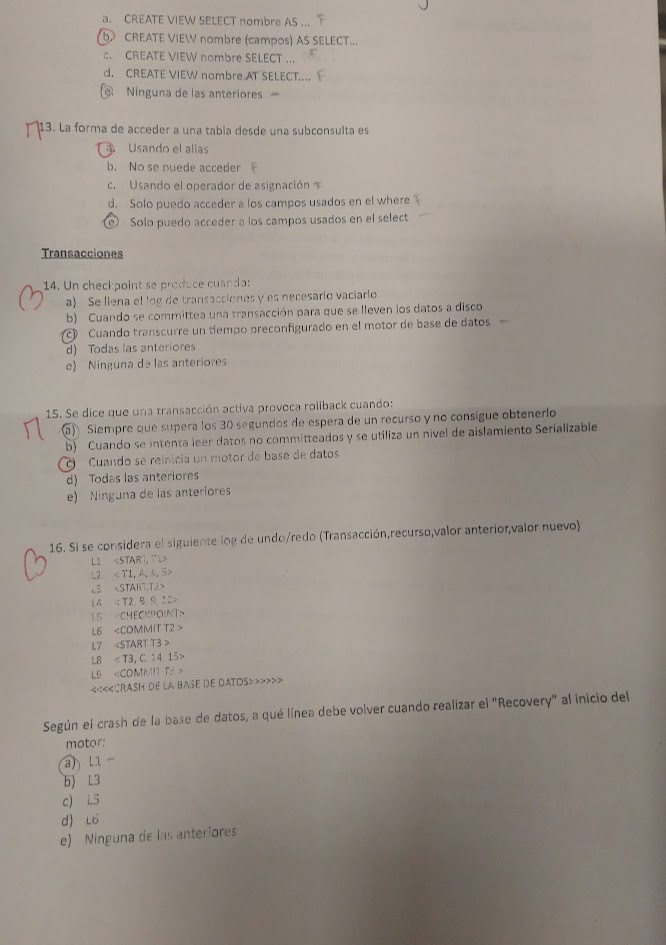 a. CREATE VIEW SELECT nombre AS ... F
b. CREATE VIEW nombre (campos) AS SELECT...
c. CREATE VIEW nombre SELECT ... F
d. CREATE VIEW nombre AT SELECT.... F
e. Ninguna de las anteriores –
13. La forma de acceder a una tabla desde una subconsulta es
a. Usando el alias
b. No se puede acceder F
c. Usando el operador de asignación F
d. Solo puedo acceder a los campos usados en el where F
e. Solo puedo acceder a los campos usados en el select –
Transacciones
14. Un checkpoint se produce cuando:
B
a) Se llena el log de transacciones y es necesario vaciarlo
b) Cuando se committea una transacción para que se lleven los datos a disco
c) Cuando transcurre un tiempo preconfigurado en el motor de base de datos –
d) Todas las anteriores
e) Ninguna de las anteriores
15. Se dice que una transacción activa provoca rollback cuando:
a) Siempre que supera los 30 segundos de espera de un recurso y no consigue obtenerlo
b) Cuando se intenta leer datos no committeados y se utiliza un nivel de aislamiento Serializable
c) Cuando se reinicia un motor de base de datos
d) Todas las anteriores
e) Ninguna de las anteriores
16. Si se considera el siguiente log de undo/redo (Transacción,recurso,valor anterior,valor nuevo)
B
L1 <START, T1>
L2 < T1, A, 4, 5>
L3 <START,T2>
L4 < T2, B, 9, 10>
L5 <CHECKPOINT>
L6 <COMMIT T2 >
L7 <START T3 >
L8 < T3, C, 14, 15>
L9 <COMMIT >
<<<<CRASH DE LA BASE DE DATOS>>>>>>
Según el crash de la base de datos, a qué línea debe volver cuando realizar el "Recovery" al inicio del
motor:
a) L1 –
b) L3
c) L5
d) L6
e) Ninguna de las anteriores